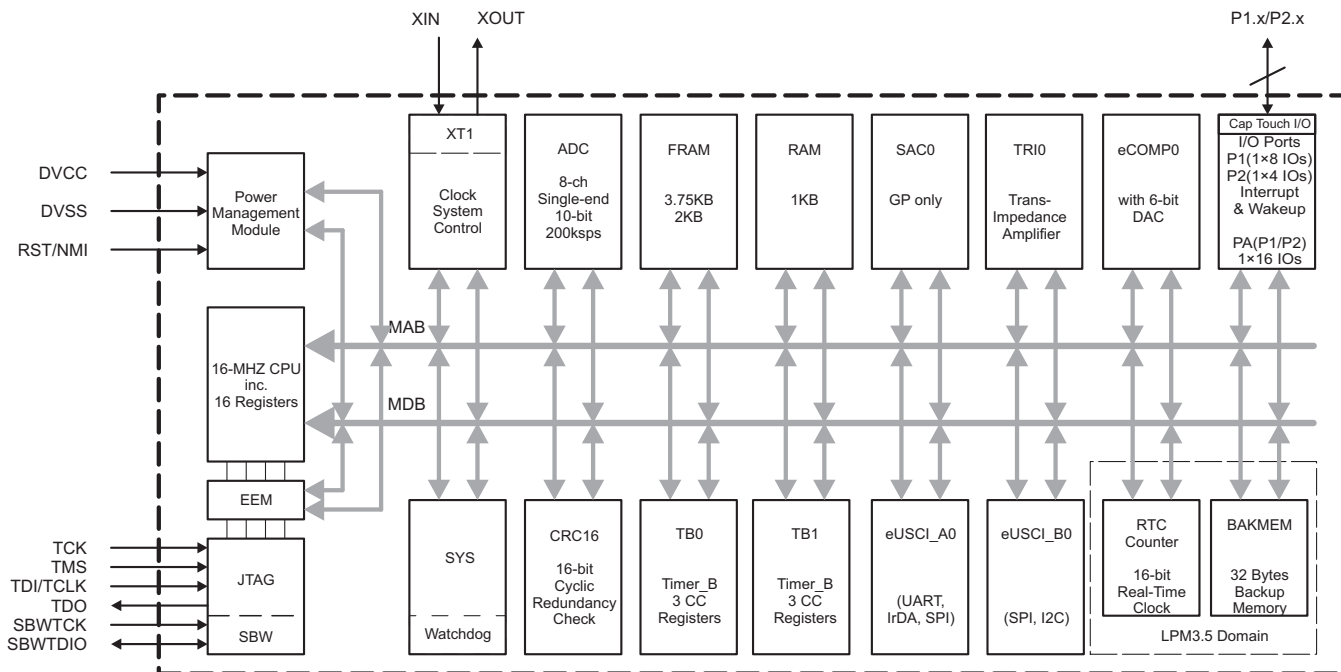 XIN
XOUT
P1.x/P2.x
DVCC
DVSS
RST/NMI
Power
Management
Module
XT1
Clock
System
Control
ADC
8-ch
Single-end
10-bit
200ksps
FRAM
3.75KB
2KB
RAM
1KB
SAC0
GP only
TRI0
Trans-
Impedance
Amplifier
eCOMP0
with 6-bit
DAC
Cap Touch I/O
I/O Ports
P1(1×8 IOs)
P2(1×4 IOs)
Interrupt
& Wakeup
PA(P1/P2)
1×16 IOs
MAB
16-MHZ CPU
inc.
16 Registers
MDB
EEM
TCK
TMS
TDI/TCLK
TDO
SBWTCK
SBWTDIO
JTAG
SBW
SYS
Watchdog
CRC16
16-bit
Cyclic
Redundancy
Check
TB0
Timer_B
3 CC
Registers
TB1
Timer_B
3 CC
Registers
eUSCI_A0
(UART,
IrDA, SPI)
eUSCI_B0
(SPI, I2C)
RTC
Counter
16-bit
Real-Time
Clock
BAKMEM
32 Bytes
Backup
Memory
LPM3.5 Domain